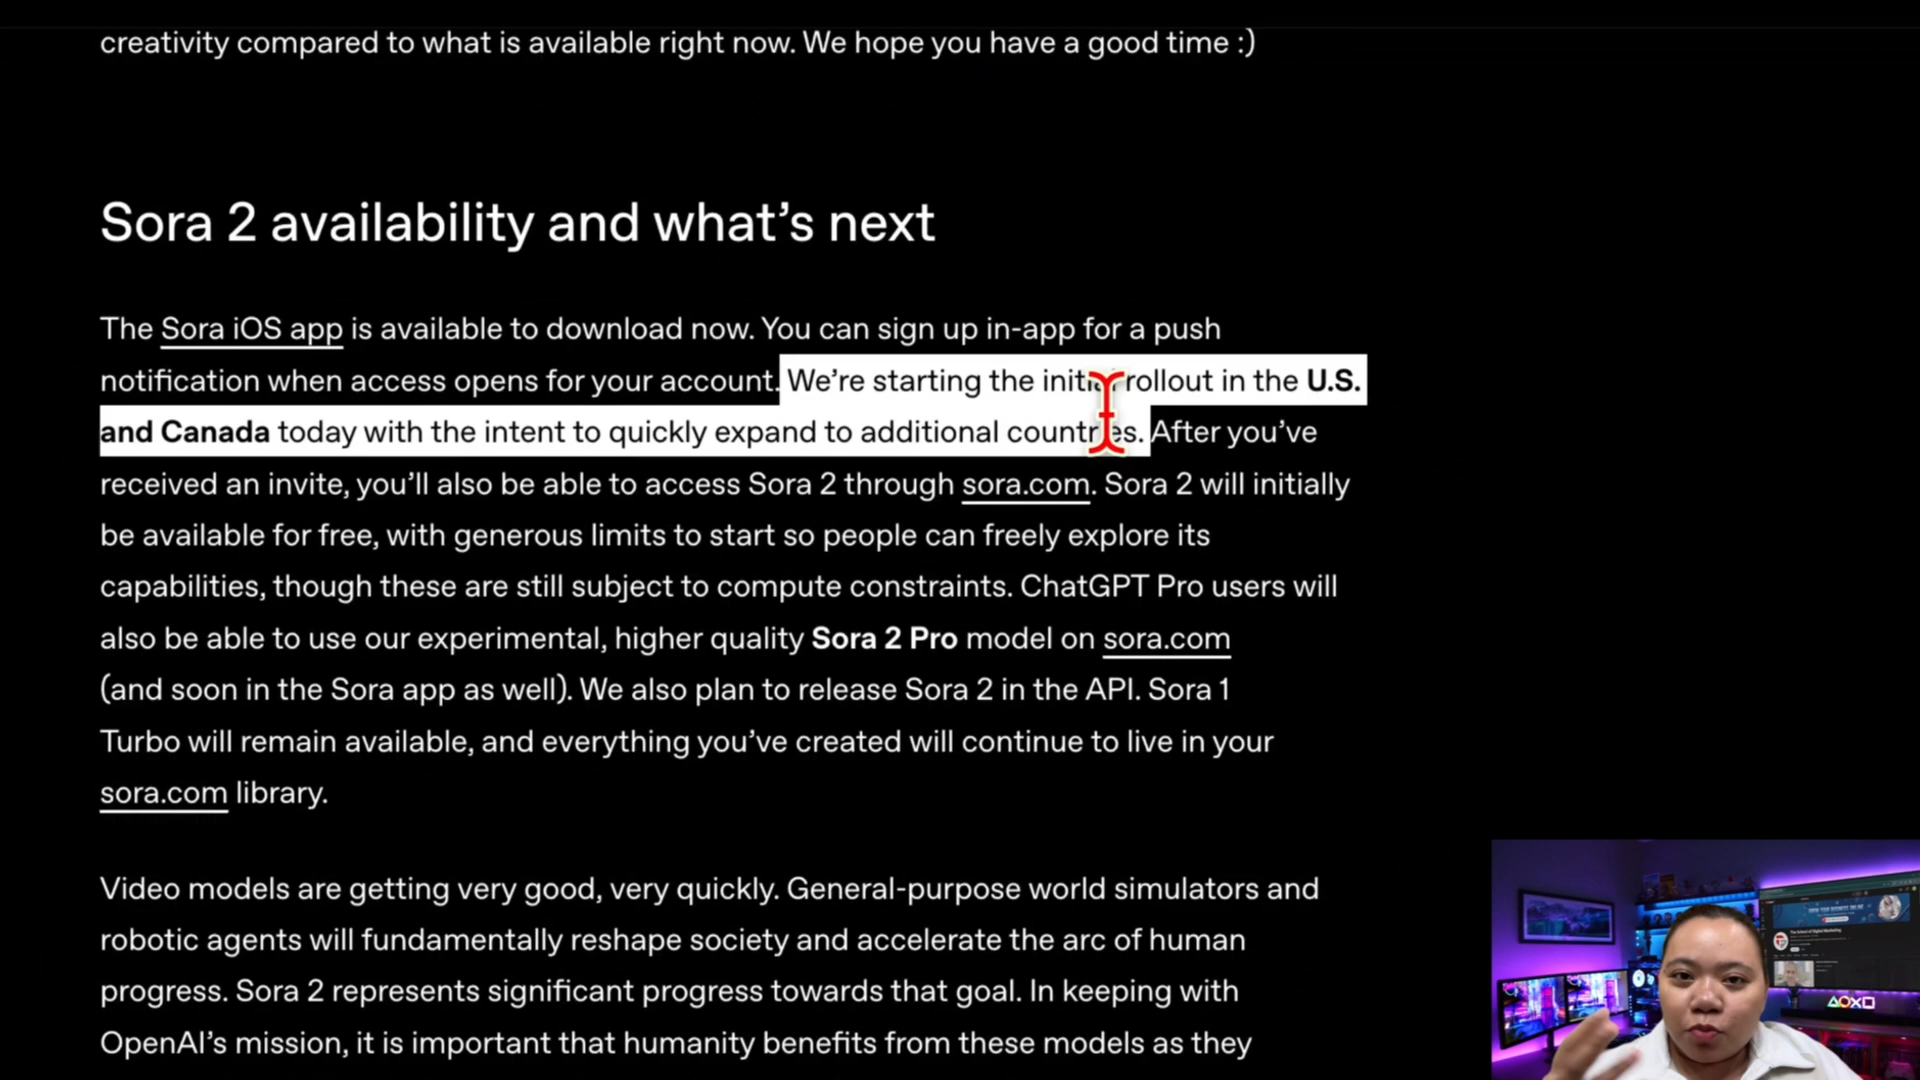 creativity compared to what is available right now. We hope you have a good time :)
Sora 2 availability and what’s next
The Sora iOS app is available to download now. You can sign up in-app for a push
notification when access opens for your account. We’re starting the initial rollout in the U.S.
and Canada today with the intent to quickly expand to additional countries. After you’ve
received an invite, you’ll also be able to access Sora 2 through sora.com. Sora 2 will initially
be available for free, with generous limits to start so people can freely explore its
capabilities, though these are still subject to compute constraints. ChatGPT Pro users will
also be able to use our experimental, higher quality Sora 2 Pro model on sora.com
(and soon in the Sora app as well). We also plan to release Sora 2 in the API. Sora 1
Turbo will remain available, and everything you’ve created will continue to live in your
sora.com library.
Video models are getting very good, very quickly. General-purpose world simulators and
robotic agents will fundamentally reshape society and accelerate the arc of human
progress. Sora 2 represents significant progress towards that goal. In keeping with
OpenAI’s mission, it is important that humanity benefits from these models as they